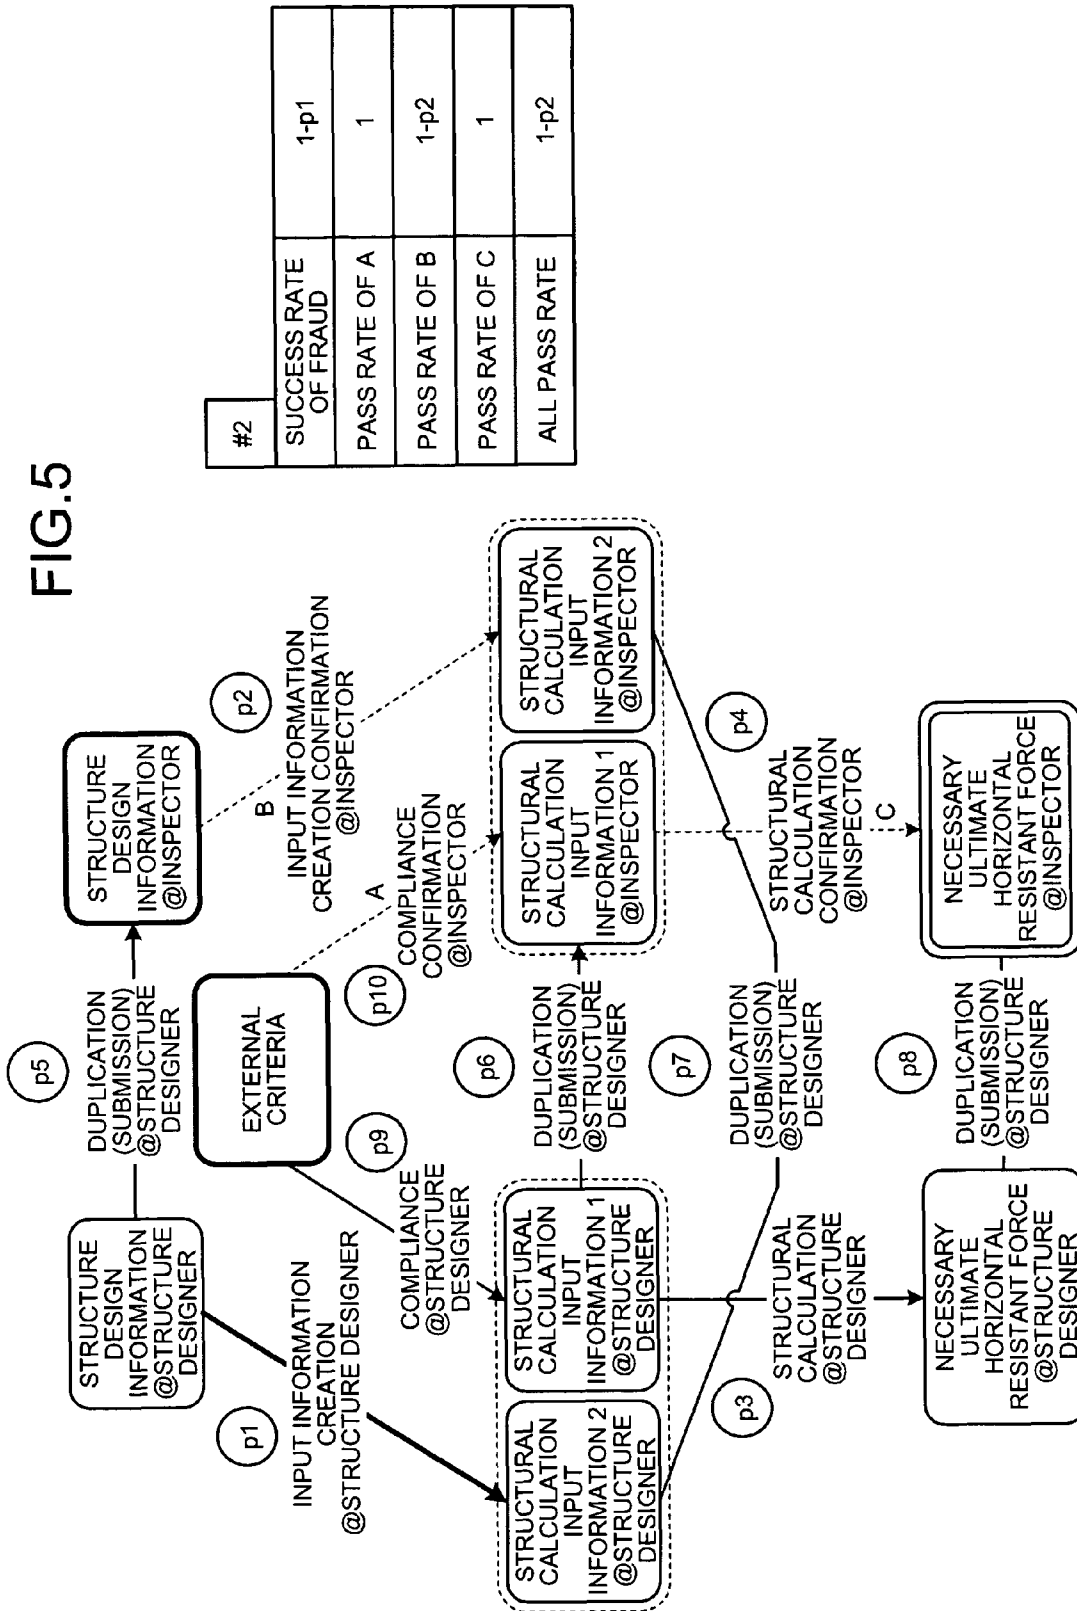 FIG.5
#2
SUCCESS RATE
OF FRAUD
1-p1
PASS RATE OF A
1
PASS RATE OF B
1-p2
PASS RATE OF C
1
ALL PASS RATE
1-p2
STRUCTURE
DESIGN
INFORMATION
@STRUCTURE
DESIGNER
p5
DUPLICATION
(SUBMISSION)
@STRUCTURE
DESIGNER
STRUCTURE
DESIGN
INFORMATION
@INSPECTOR
p1
INPUT INFORMATION
CREATION
@STRUCTURE DESIGNER
EXTERNAL
CRITERIA
p9
COMPLIANCE
@STRUCTURE
DESIGNER
p10
A
COMPLIANCE
CONFIRMATION
@INSPECTOR
p2
B
INPUT INFORMATION
CREATION CONFIRMATION
@INSPECTOR
STRUCTURAL
CALCULATION
INPUT
INFORMATION 2
@STRUCTURE
DESIGNER
STRUCTURAL
CALCULATION
INPUT
INFORMATION 1
@STRUCTURE
DESIGNER
p6
DUPLICATION
(SUBMISSION)
@STRUCTURE
DESIGNER
STRUCTURAL
CALCULATION
INPUT
INFORMATION 1
@INSPECTOR
STRUCTURAL
CALCULATION
INPUT
INFORMATION 2
@INSPECTOR
p3
STRUCTURAL
CALCULATION
@STRUCTURE
DESIGNER
p7
DUPLICATION
(SUBMISSION)
@STRUCTURE
DESIGNER
p4
STRUCTURAL
CALCULATION
CONFIRMATION
@INSPECTOR
C
NECESSARY
ULTIMATE
HORIZONTAL
RESISTANT FORCE
@STRUCTURE
DESIGNER
p8
DUPLICATION
(SUBMISSION)
@STRUCTURE
DESIGNER
NECESSARY
ULTIMATE
HORIZONTAL
RESISTANT FORCE
@INSPECTOR